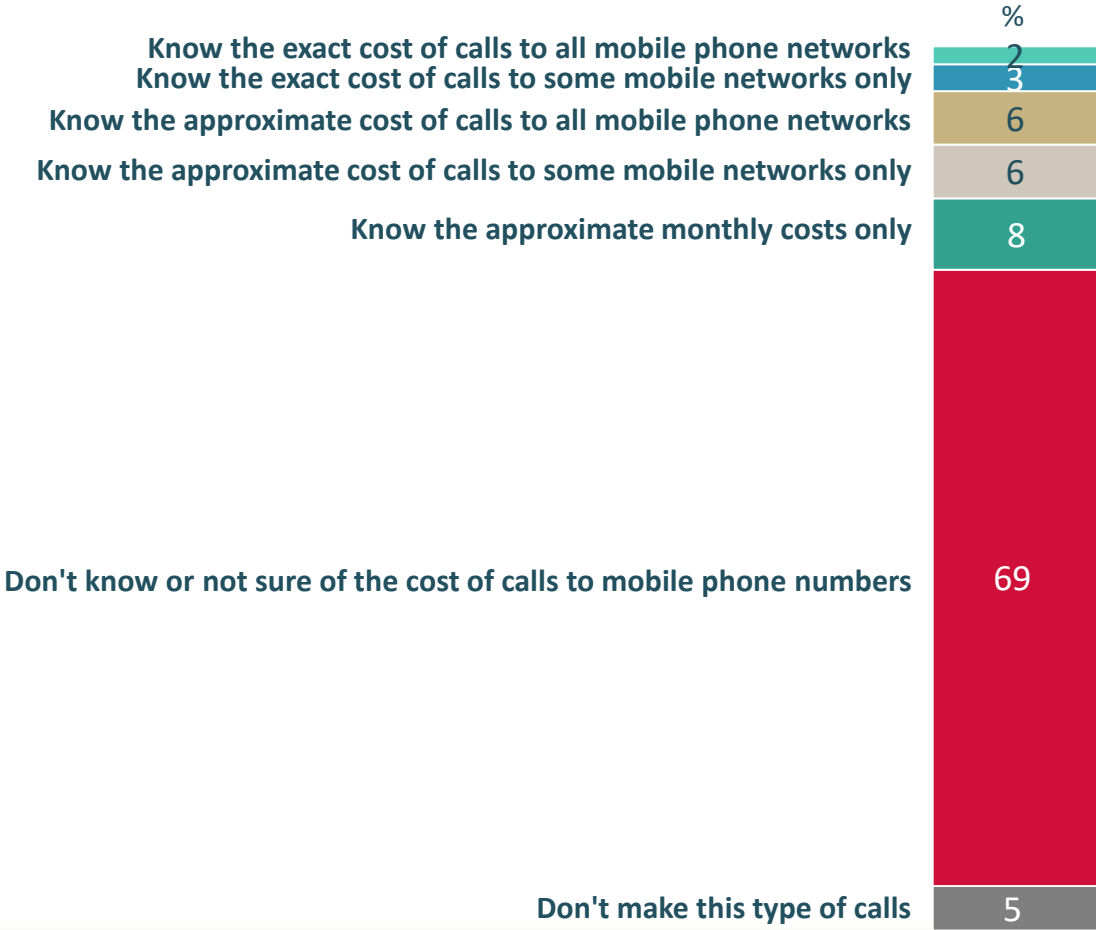 %
Know the exact cost of calls to all mobile phone networks 2
Know the exact cost of calls to some mobile networks only 3
Know the approximate cost of calls to all mobile phone networks 6
Know the approximate cost of calls to some mobile networks only 6
Know the approximate monthly costs only 8
Don't know or not sure of the cost of calls to mobile phone numbers 69
Don't make this type of calls 5